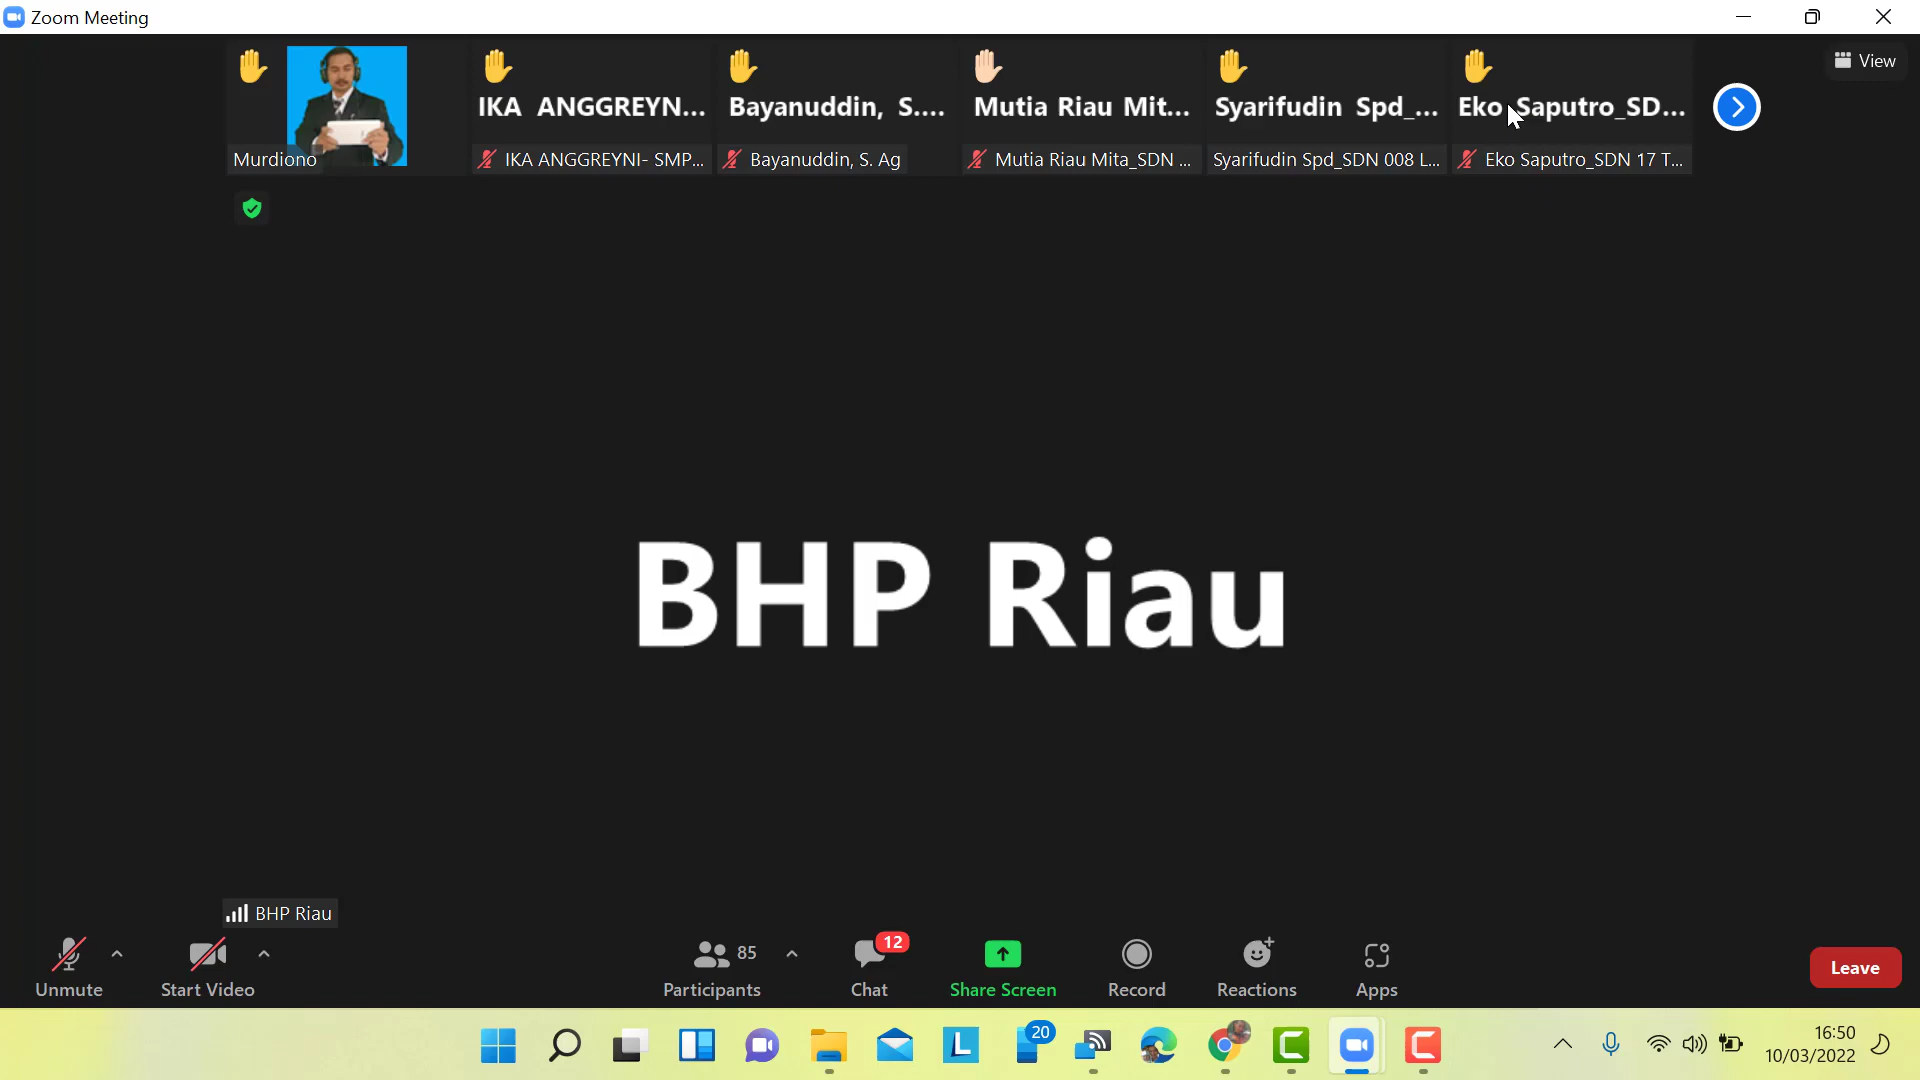 Zoom Meeting
View
IKA ANGGREYN...
Bayanuddin, S....
Mutia Riau Mit...
Syarifudin Spd_...
Eko Saputro_SD...
Murdiono
IKA ANGGREYNI- SMP...
Bayanuddin, S. Ag
Mutia Riau Mita_SDN ...
Syarifudin Spd_SDN 008 L...
Eko Saputro_SDN 17 T...
BHP Riau
BHP Riau
85
12
Unmute
Start Video
Participants
Chat
Share Screen
Record
Reactions
Apps
Leave
L
20
16:50
10/03/2022